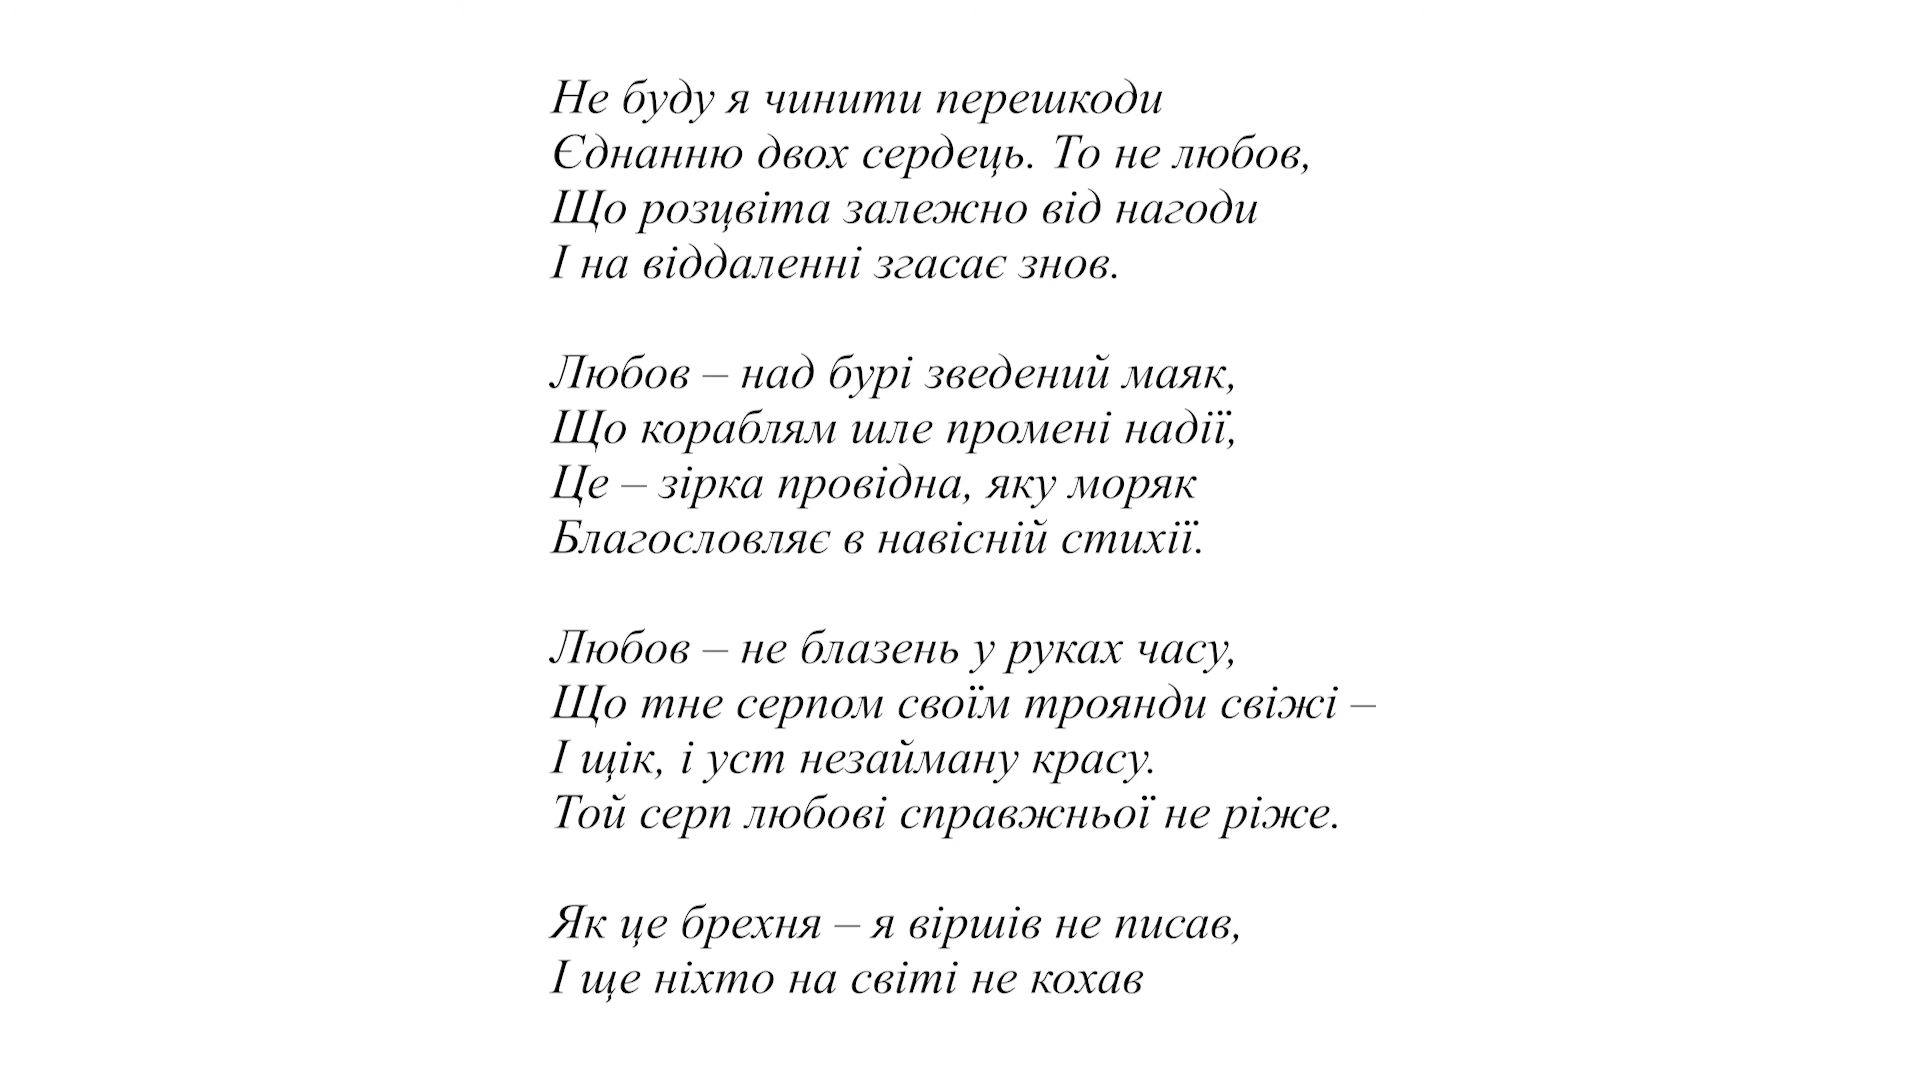 Не буду я чинити перешкоди
Єднанню двох сердець. То не любов,
Що розцвіта залежно від нагоди
І на віддаленні згасає знов.
Любов – над бурі зведений маяк,
Що кораблям шле промені надії,
Це – зірка провідна, яку моряк
Благословляє в навісній стихії.
Любов – не блазень у руках часу,
Що тне серпом своїм троянди свіжі –
І щік, і уст незайману красу.
Той серп любові справжньої не ріже.
Як це брехня – я віршів не писав,
І ще ніхто на світі не кохав